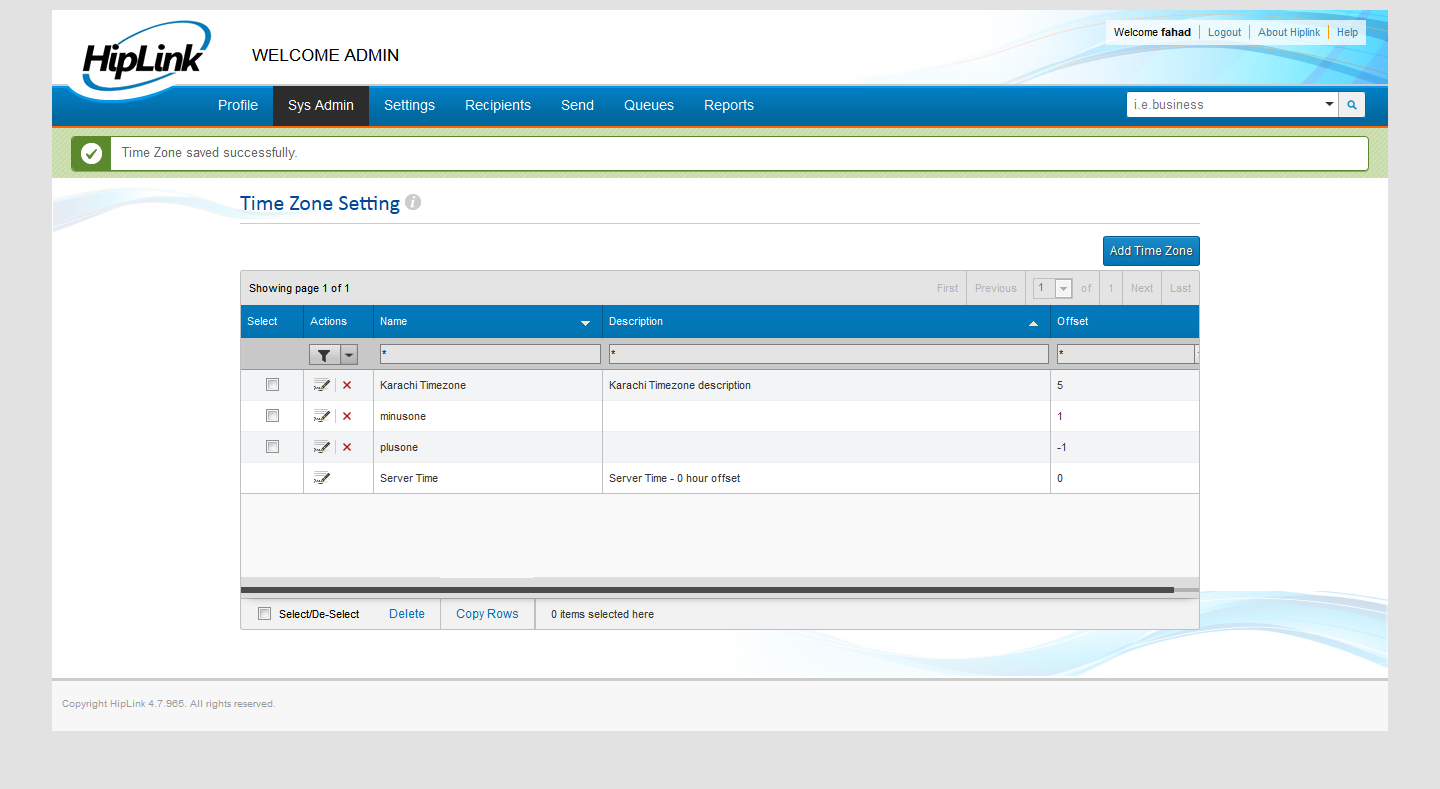 HipLink
WELCOME ADMIN
Welcome fahad Logout About Hiplink Help
Profile Sys Admin Settings Recipients Send Queues Reports i.e.business
Time Zone saved successfully.
Time Zone Setting i
Add Time Zone
Showing page 1 of 1 First Previous 1 of 1 Next Last
Select Actions Name Description Offset
* * *
Karachi Timezone Karachi Timezone description 5
minusone 1
plusone -1
Server Time Server Time - 0 hour offset 0
Select/De-Select Delete Copy Rows 0 items selected here
Copyright HipLink 4.7.965. All rights reserved.